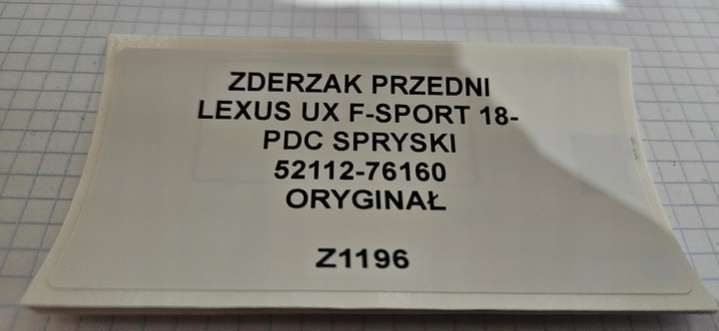 ZDERZAK PRZEDNI
LEXUS UX F-SPORT 18-
PDC SPRYSKI
52112-76160
ORYGINAŁ
Z1196